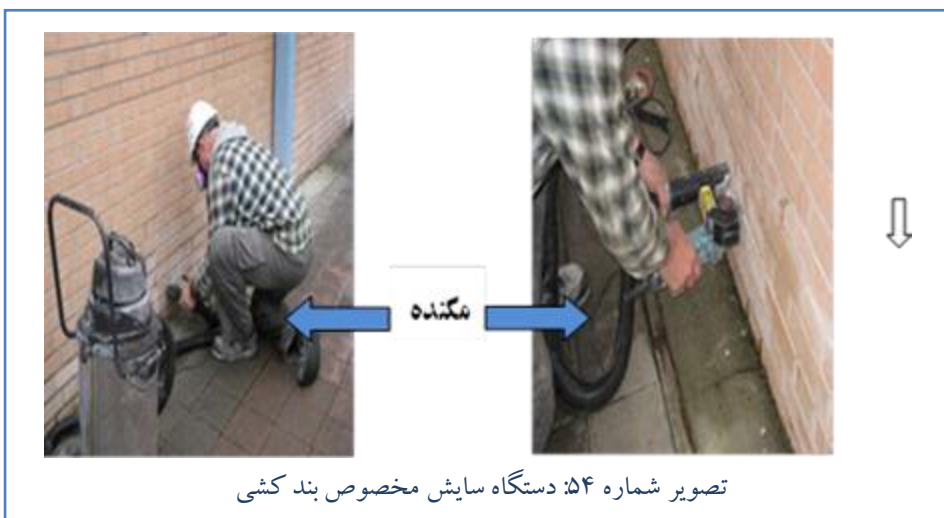 مکنده
تصویر شماره ۵۴: دستگاه سایش مخصوص بند کشی